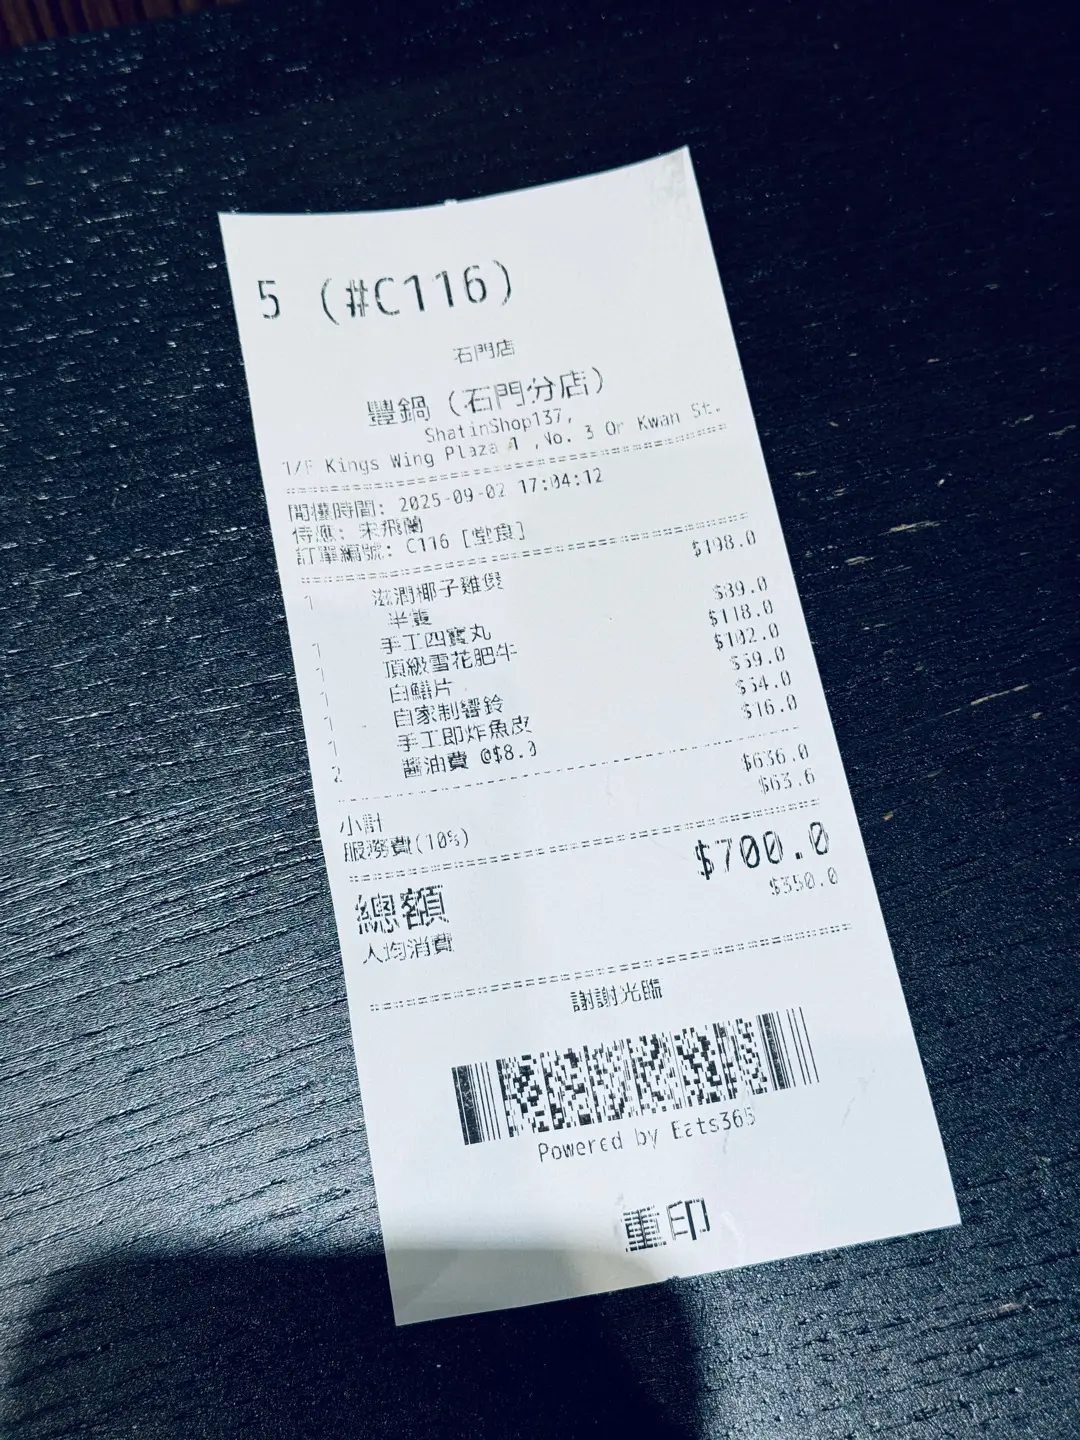 5 (#C116)
石門店
豐鍋 (石門分店)
ShatinShop137,
1/F Kings Wing Plaza 1 ,No. 3 On Kwan St.
開檯時間: 2025-09-02 17:04:12
侍應: 宋飛蘭
訂單編號: C116 [堂食]
1 滋潤椰子雞煲 $198.0
半隻
1 手工四寶丸 $89.0
1 頂級雪花肥牛 $118.0
1 白鱔片 $102.0
1 自家制響鈴 $59.0
1 手工即炸魚皮 $54.0
2 醬油費 @$8.0 $16.0
小計 $636.0
服務費(10%) $63.6
總額 $700.0
人均消費 $350.0
謝謝光臨
Powered by Eats365
重印